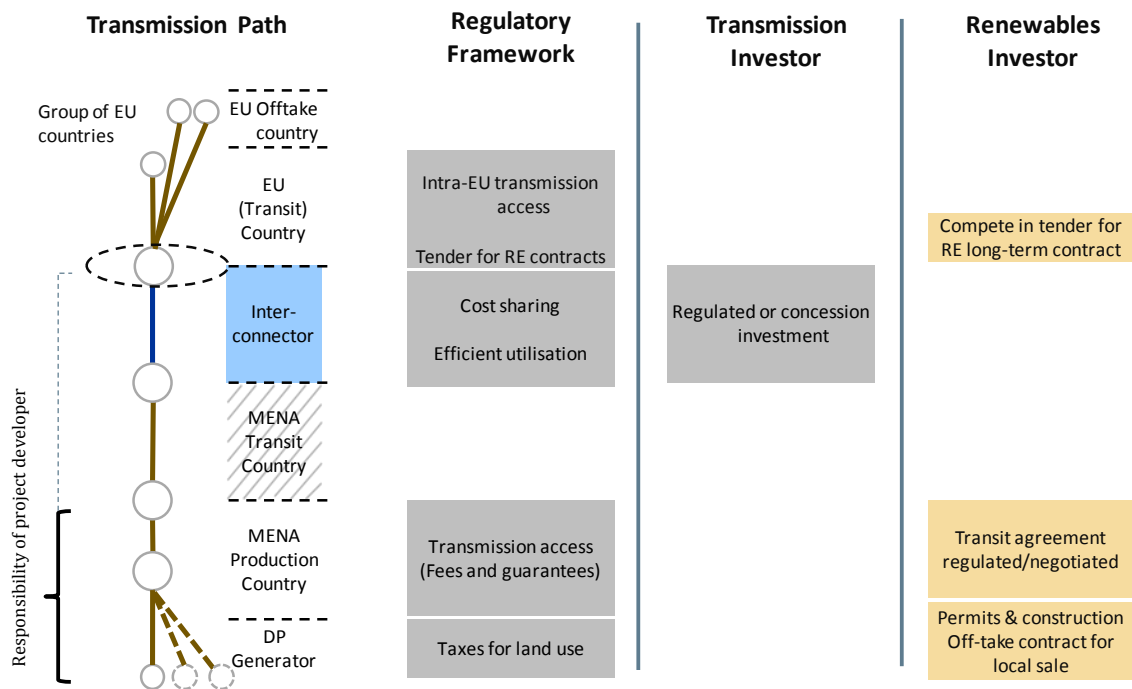 Transmission Path
Regulatory
Framework
Transmission
Investor
Renewables
Investor
Group of EU
countries
EU Offtake
country
EU
(Transit)
Country
Intra-EU transmission
access
Tender for RE contracts
Compete in tender for
RE long-term contract
Inter-
connector
Cost sharing
Efficient utilisation
Regulated or concession
investment
MENA
Transit
Country
Responsibility of project developer
MENA
Production
Country
Transmission access
(Fees and guarantees)
Transit agreement
regulated/negotiated
DP
Generator
Taxes for land use
Permits & construction
Off-take contract for
local sale